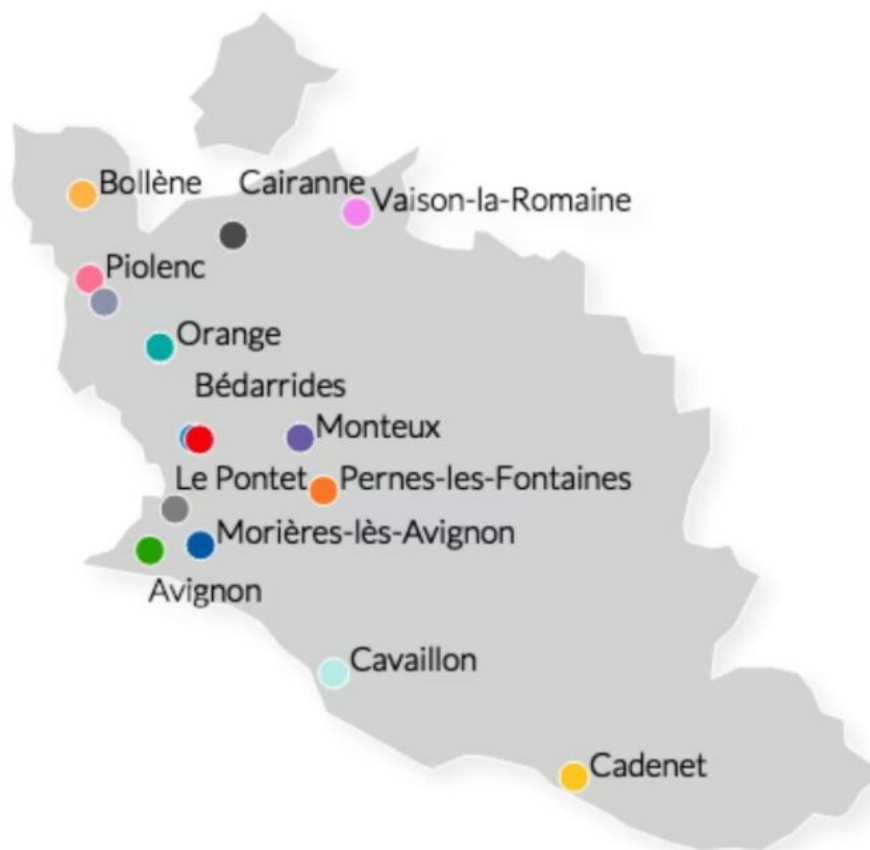 Bollène
Cairanne
Vaison-la-Romaine
Piolenc
Orange
Bédarrides
Monteux
Le Pontet
Pernes-les-Fontaines
Morières-lès-Avignon
Avignon
Cavaillon
Cadenet